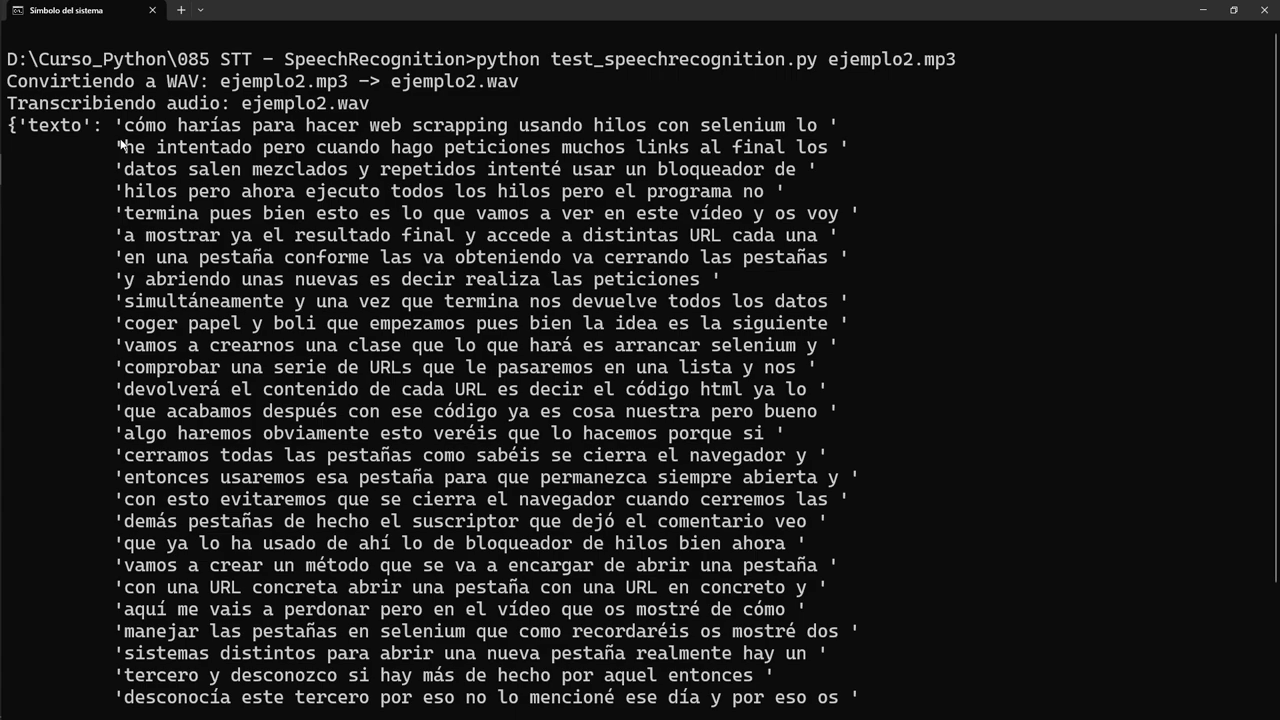 Símbolo del sistema
D:\Curso_Python\085 STT - SpeechRecognition>python test_speechrecognition.py ejemplo2.mp3
Convirtiendo a WAV: ejemplo2.mp3 -> ejemplo2.wav
Transcribiendo audio: ejemplo2.wav
{'texto': 'cómo harías para hacer web scrapping usando hilos con selenium lo '
'he intentado pero cuando hago peticiones muchos links al final los '
'datos salen mezclados y repetidos intenté usar un bloqueador de '
'hilos pero ahora ejecuto todos los hilos pero el programa no '
'termina pues bien esto es lo que vamos a ver en este vídeo y os voy '
'a mostrar ya el resultado final y accede a distintas URL cada una '
'en una pestaña conforme las va obteniendo va cerrando las pestañas '
'y abriendo unas nuevas es decir realiza las peticiones '
'simultáneamente y una vez que termina nos devuelve todos los datos '
'coger papel y boli que empezamos pues bien la idea es la siguiente '
'vamos a crearnos una clase que lo que hará es arrancar selenium y '
'comprobar una serie de URLs que le pasaremos en una lista y nos '
'devolverá el contenido de cada URL es decir el código html ya lo '
'que acabamos después con ese código ya es cosa nuestra pero bueno '
'algo haremos obviamente esto veréis que lo hacemos porque si '
'cerramos todas las pestañas como sabéis se cierra el navegador y '
'entonces usaremos esa pestaña para que permanezca siempre abierta y '
'con esto evitaremos que se cierra el navegador cuando cerremos las '
'demás pestañas de hecho el suscriptor que dejó el comentario veo '
'que ya lo ha usado de ahí lo de bloqueador de hilos bien ahora '
'vamos a crear un método que se va a encargar de abrir una pestaña '
'con una URL concreta abrir una pestaña con una URL en concreto y '
'aquí me vais a perdonar pero en el vídeo que os mostré de cómo '
'manejar las pestañas en selenium que como recordaréis os mostré dos '
'sistemas distintos para abrir una nueva pestaña realmente hay un '
'tercero y desconozco si hay más de hecho por aquel entonces '
'desconocía este tercero por eso no lo mencioné ese día y por eso os '